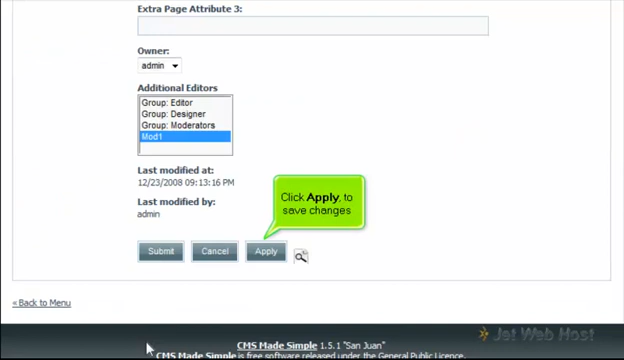 Extra Page Attribute 3:
Owner:
admin
Additional Editors
Group: Editor
Group: Designer
Group: Moderators
Mod1
Last modified at:
12/23/2008 09:13:16 PM
Click Apply, to
save changes
Last modified by:
admin
Submit Cancel Apply
« Back to Menu
Jet Web Host
CMS Made Simple 1.5.1 "San Juan"
CMS Made Simple is free software released under the General Public Licence.